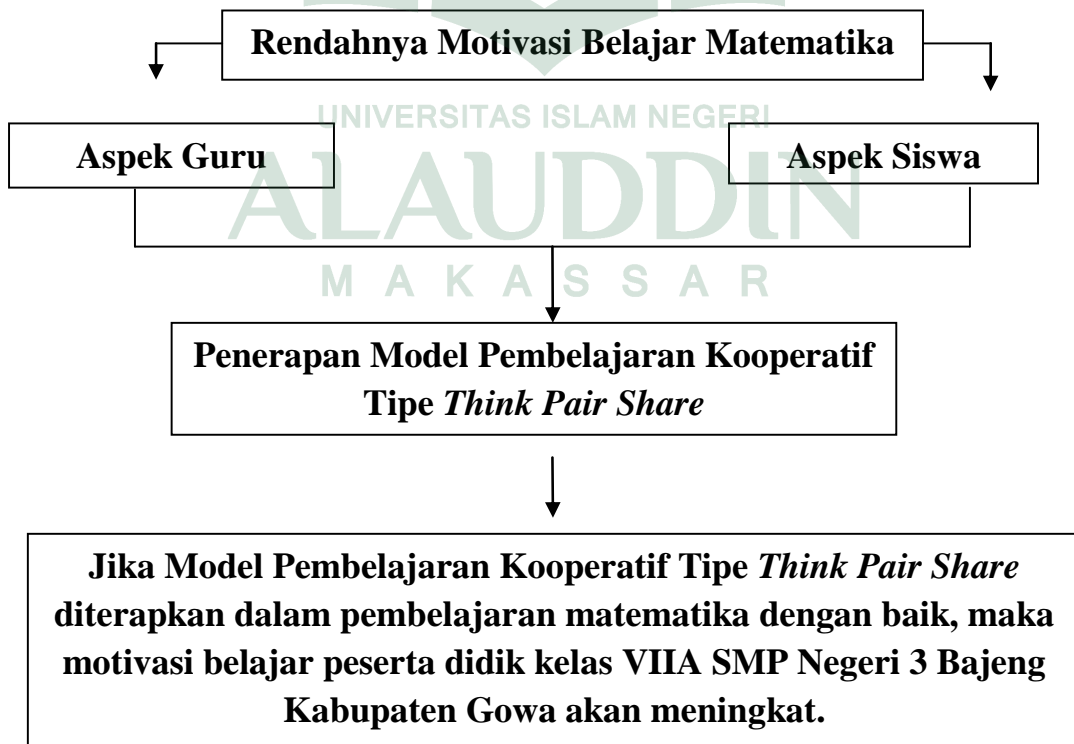 Rendahnya Motivasi Belajar Matematika
UNIVERSITAS ISLAM NEGERI
Aspek Guru
Aspek Siswa
ALAUDDIN
MAKASSAR
Penerapan Model Pembelajaran Kooperatif
Tipe Think Pair Share
Jika Model Pembelajaran Kooperatif Tipe Think Pair Share
diterapkan dalam pembelajaran matematika dengan baik, maka
motivasi belajar peserta didik kelas VIIA SMP Negeri 3 Bajeng
Kabupaten Gowa akan meningkat.